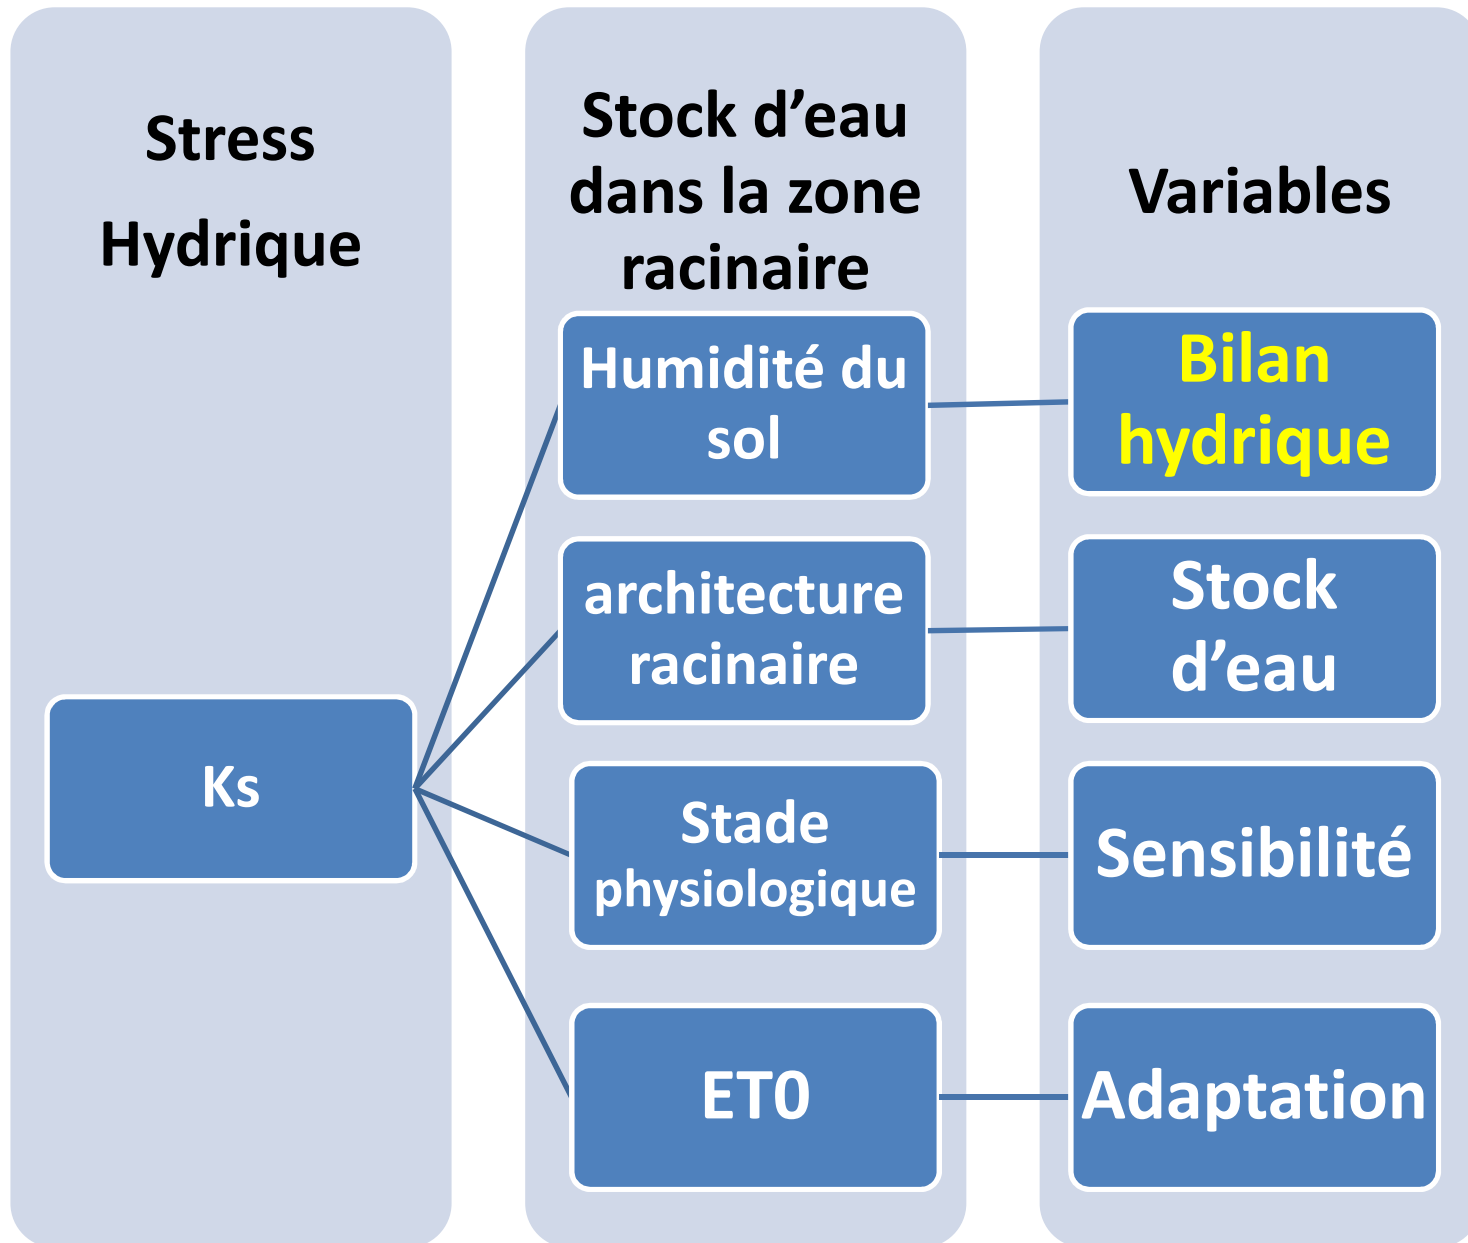 Stress
Hydrique
Ks
Stock d’eau
dans la zone
racinaire
Humidité du
sol
architecture
racinaire
Stade
physiologique
ET0
Variables
Bilan
hydrique
Stock
d’eau
Sensibilité
Adaptation